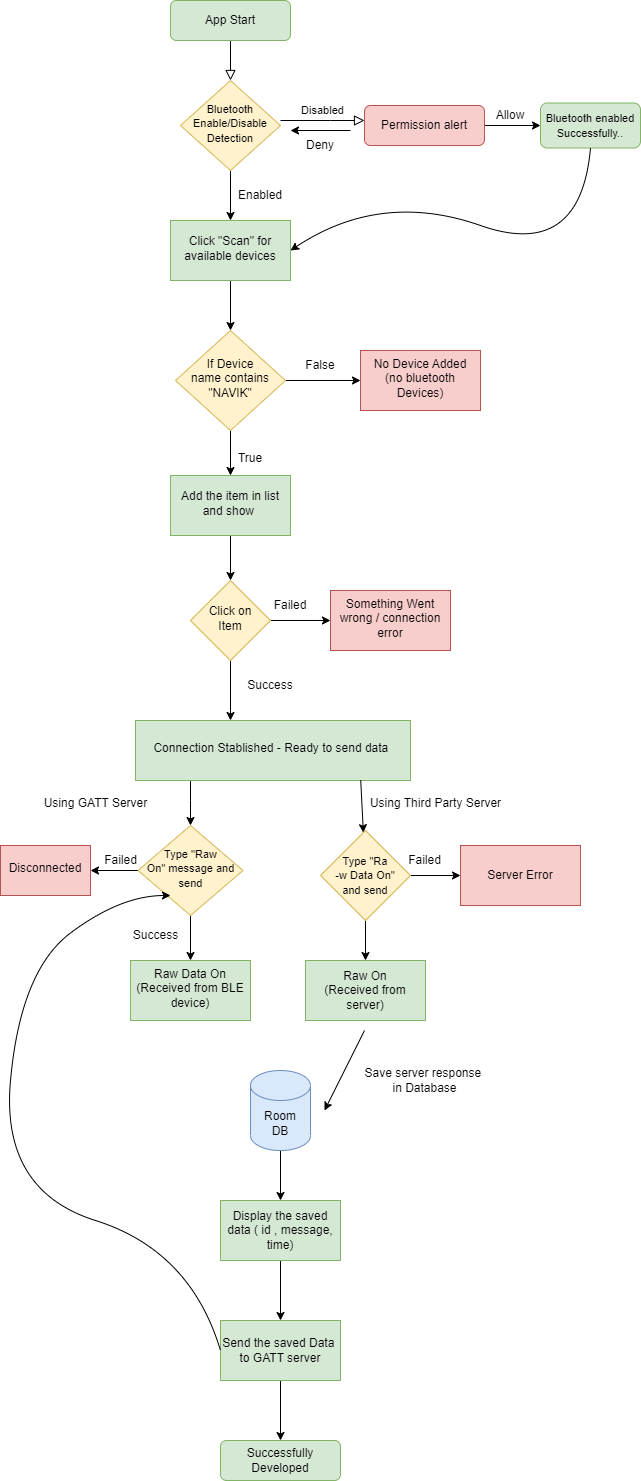 App Start
Bluetooth
Enable/Disable
Detection
Disabled
Deny
Permission alert
Allow
Bluetooth enabled
Successfully..
Enabled
Click "Scan" for
available devices
If Device
name contains
"NAVIK"
False
No Device Added
(no bluetooth
Devices)
True
Add the item in list
and show
Click on
Item
Failed
Something Went
wrong / connection
error
Success
Connection Stablished - Ready to send data
Using GATT Server
Using Third Party Server
Type "Raw
On" message and
send
Failed
Disconnected
Type "Ra
-w Data On"
and send
Failed
Server Error
Success
Raw Data On
(Received from BLE
device)
Raw On
(Received from
server)
Save server response
in Database
Room
DB
Display the saved
data ( id , message,
time)
Send the saved Data
to GATT server
Successfully
Developed